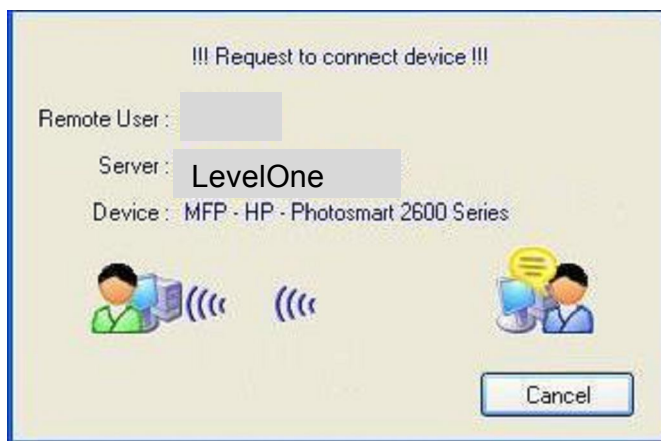 !!! Request to connect device !!!
Remote User :
Server : LevelOne
Device : MFP - HP - Photosmart 2600 Series
Cancel